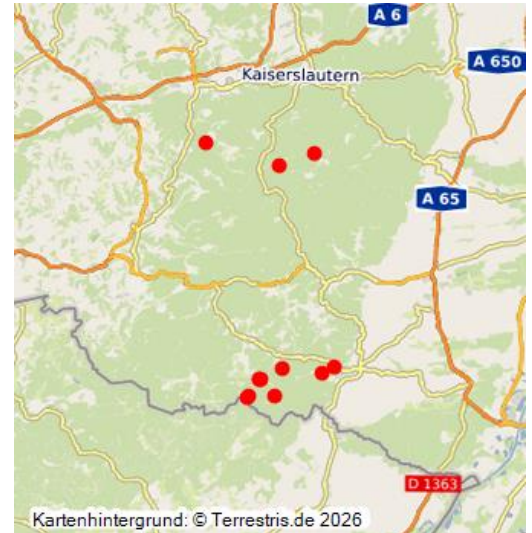 A 6
Kaiserslautern
A 650
A 65
D 1363
Kartenhintergrund: © Terrestris.de 2026